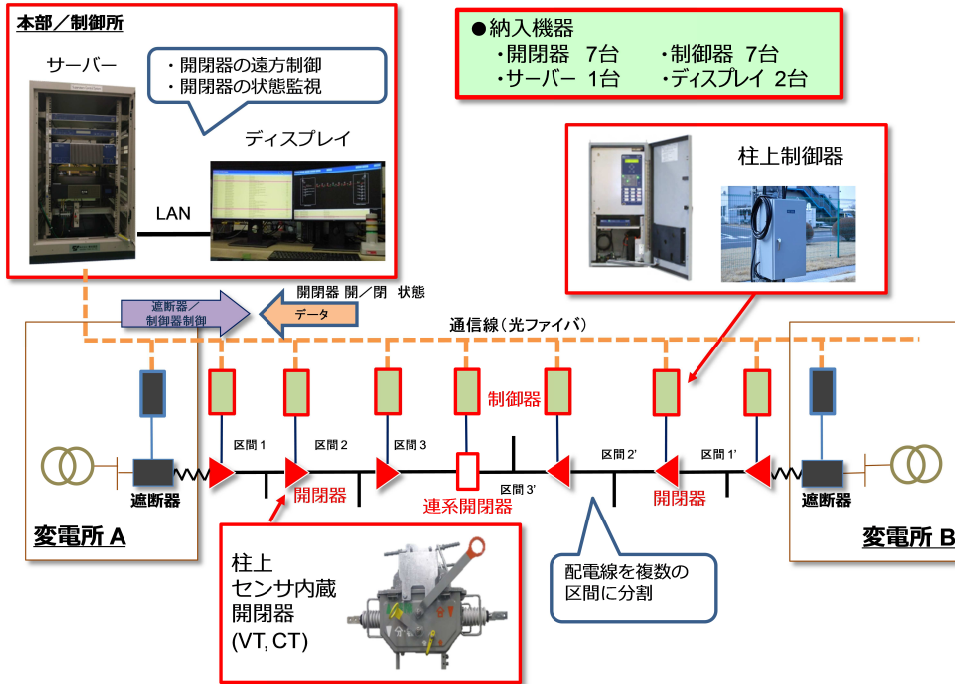 本部／制御所
サーバー
・開閉器の遠方制御
・開閉器の状態監視
ディスプレイ
LAN
●納入機器
・開閉器 7台 ・制御器 7台
・サーバー 1台 ・ディスプレイ 2台
柱上制御器
遮断器／
制御器制御
開閉器 開／閉 状態
データ
通信線（光ファイバ）
制御器
区間 1
区間 2
区間 3
区間 3'
区間 2'
区間 1'
遮断器
開閉器
連系開閉器
開閉器
遮断器
変電所 A
変電所 B
柱上
センサ内蔵
開閉器
(VT, CT)
配電線を複数の
区間に分割